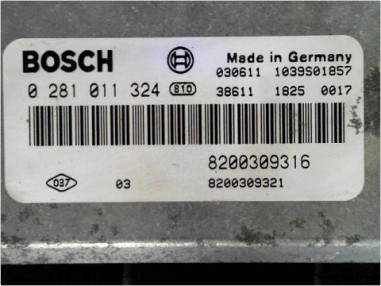 BOSCH Made in Germany
030611 1039S01857
0 281 011 324 810 38611 1825 0017
8200309316
037 03 8200309321